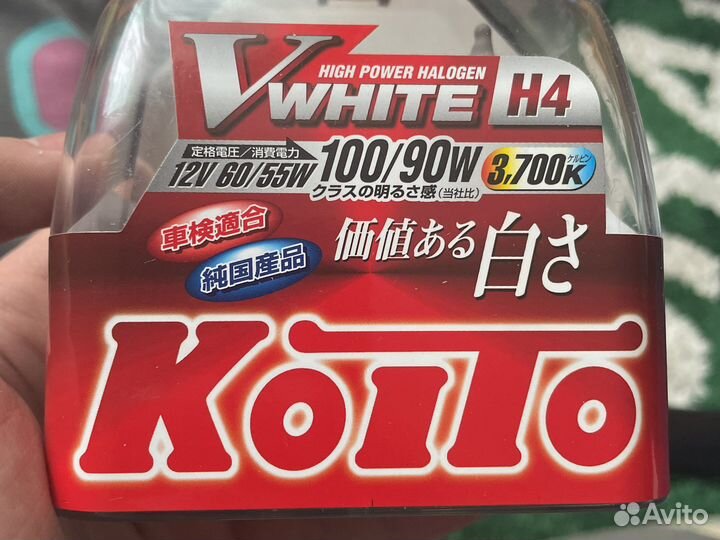 HIGH POWER HALOGEN
VWHITE H4
定格電圧/消費電力
12V 60/55W 100/90W 3,700K ケルビン
クラスの明るさ感(当社比)
車検適合
純国産品
価値ある白さ
KOITO
Avito